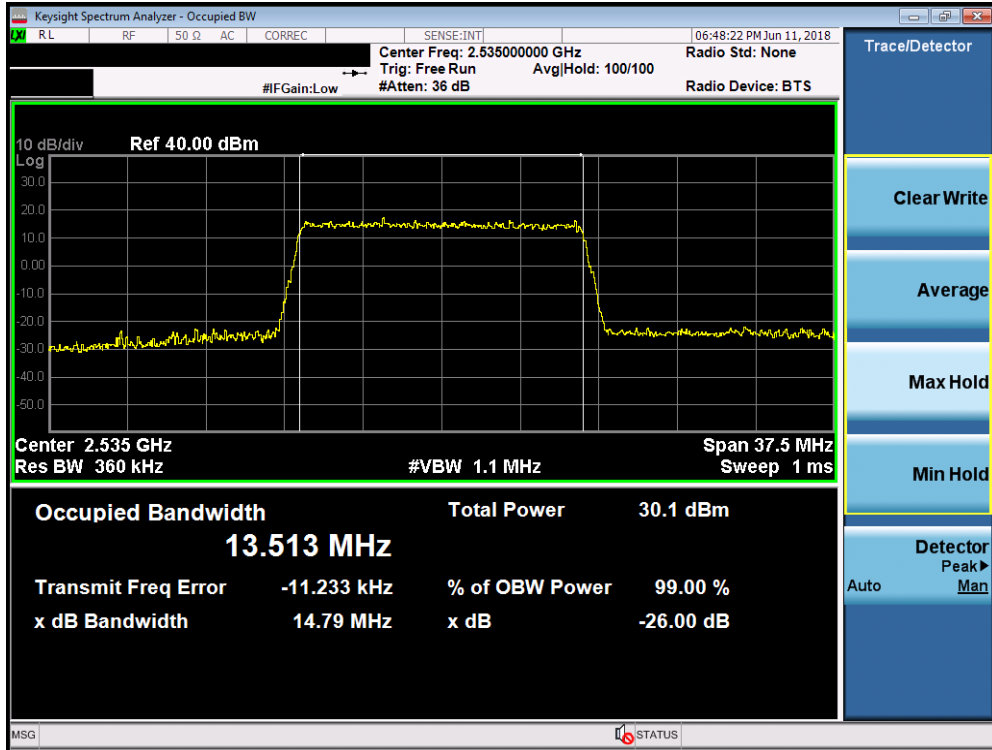 Keysight Spectrum Analyzer - Occupied BW
LXI RL RF 50 Ω AC CORREC SENSE:INT 06:48:22 PM Jun 11, 2018
Center Freq: 2.535000000 GHz Radio Std: None
Trig: Free Run Avg|Hold: 100/100
#IFGain:Low #Atten: 36 dB Radio Device: BTS
Trace/Detector
10 dB/div Ref 40.00 dBm
Log
30.0
20.0
10.0
0.00
-10.0
-20.0
-30.0
-40.0
-50.0
Center 2.535 GHz Span 37.5 MHz
Res BW 360 kHz #VBW 1.1 MHz Sweep 1 ms
Occupied Bandwidth Total Power 30.1 dBm
13.513 MHz
Transmit Freq Error -11.233 kHz % of OBW Power 99.00 %
x dB Bandwidth 14.79 MHz x dB -26.00 dB
Clear Write
Average
Max Hold
Min Hold
Detector
Peak▶
Auto Man
MSG STATUS